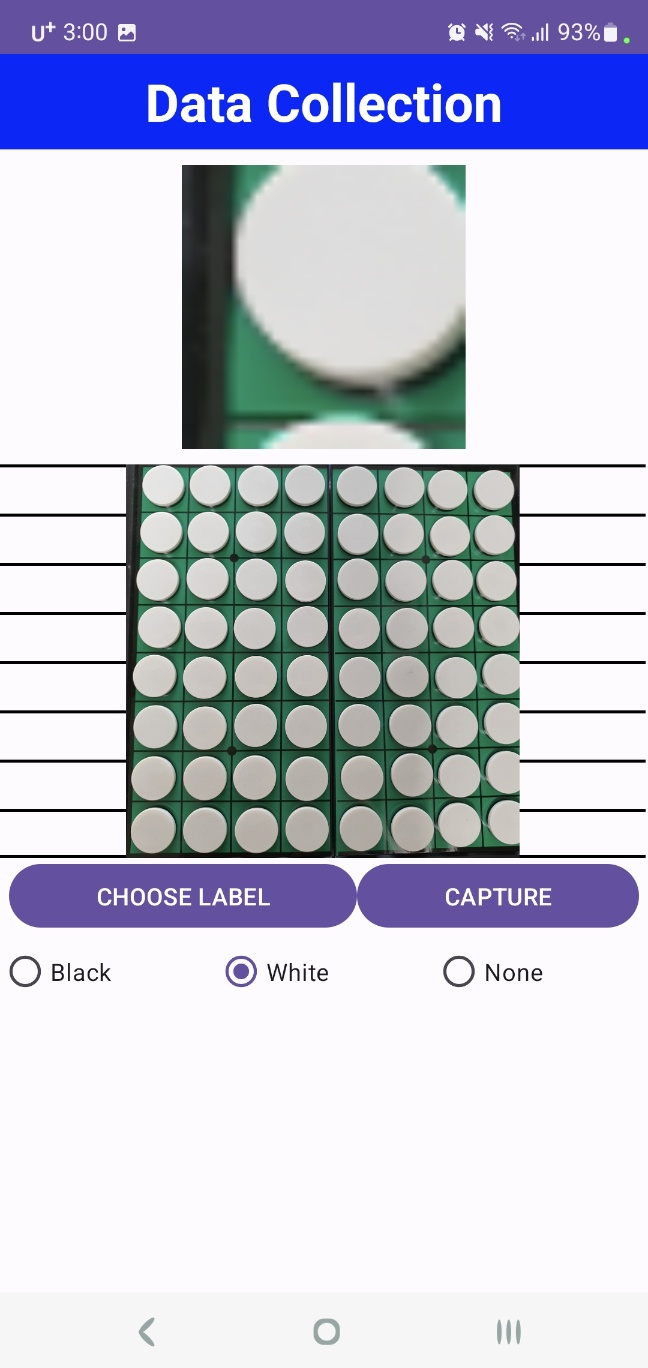 U+ 3:00 93%
Data Collection
CHOOSE LABEL CAPTURE
Black White None